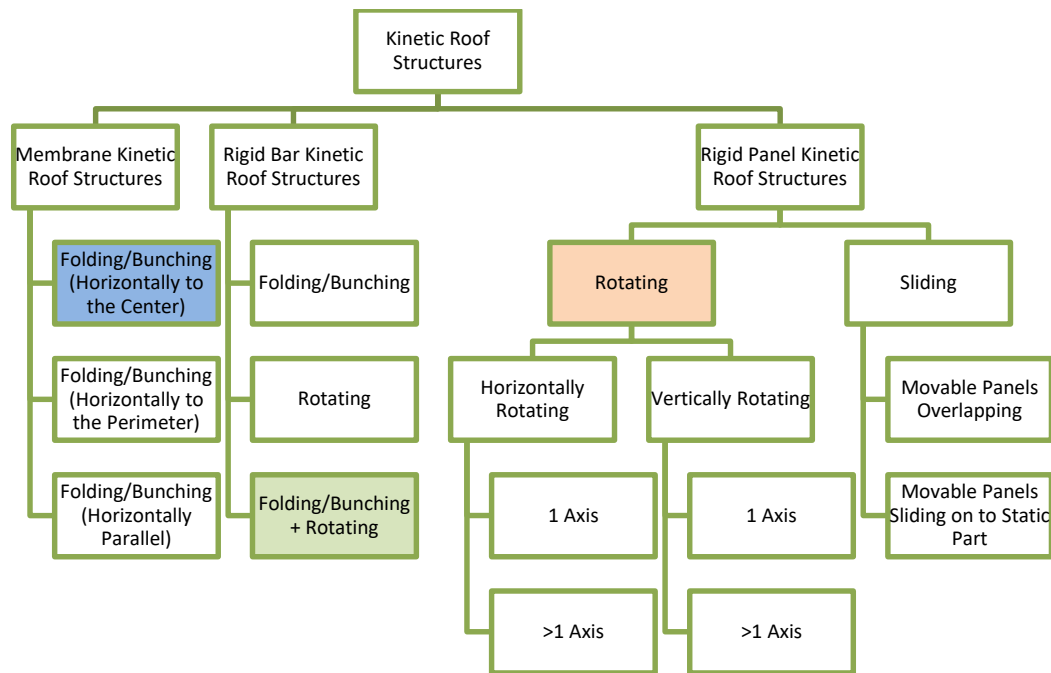 Kinetic Roof
Structures
Membrane Kinetic
Roof Structures
Rigid Bar Kinetic
Roof Structures
Rigid Panel Kinetic
Roof Structures
Folding/Bunching
(Horizontally to
the Center)
Folding/Bunching
Rotating
Sliding
Folding/Bunching
(Horizontally to
the Perimeter)
Rotating
Horizontally
Rotating
Vertically Rotating
Movable Panels
Overlapping
Folding/Bunching
(Horizontally
Parallel)
Folding/Bunching
+ Rotating
1 Axis
1 Axis
Movable Panels
Sliding on to Static
Part
>1 Axis
>1 Axis